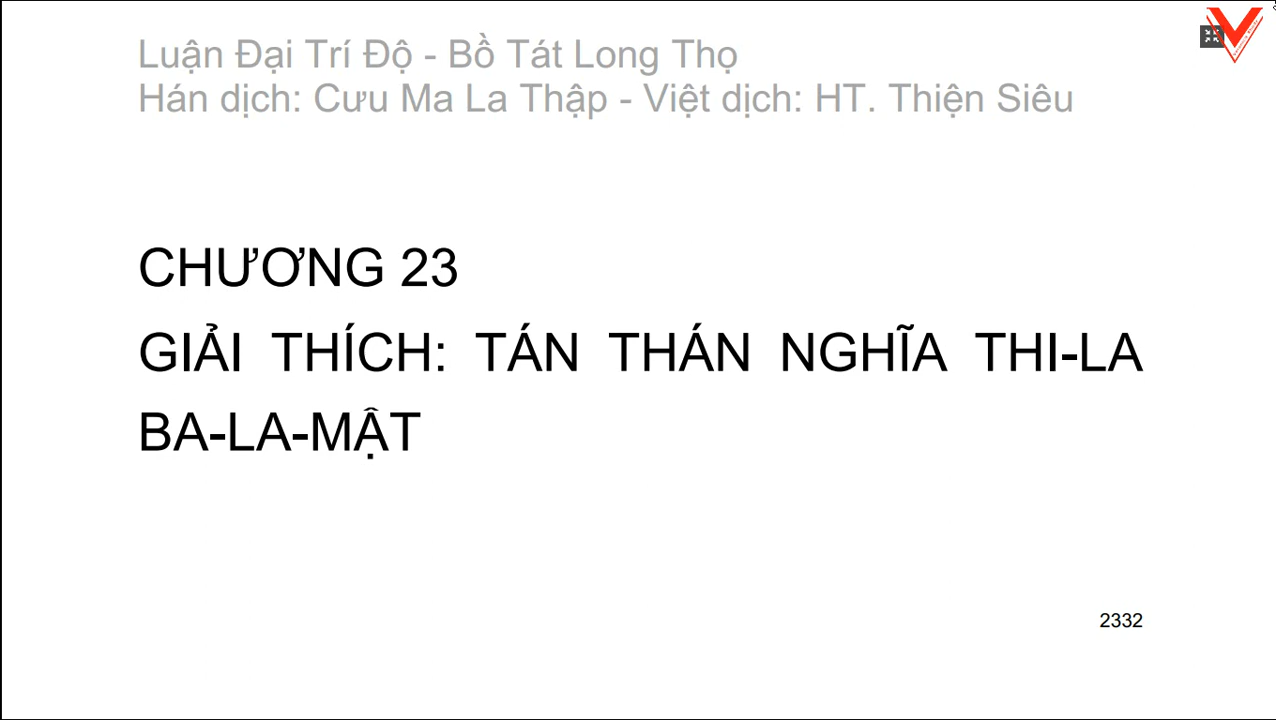 Luận Đại Trí Độ - Bồ Tát Long Thọ
Hán dịch: Cưu Ma La Thập - Việt dịch: HT. Thiện Siêu
CHƯƠNG 23
GIẢI THÍCH: TÁN THÁN NGHĨA THI-LA
BA-LA-MẬT
2332